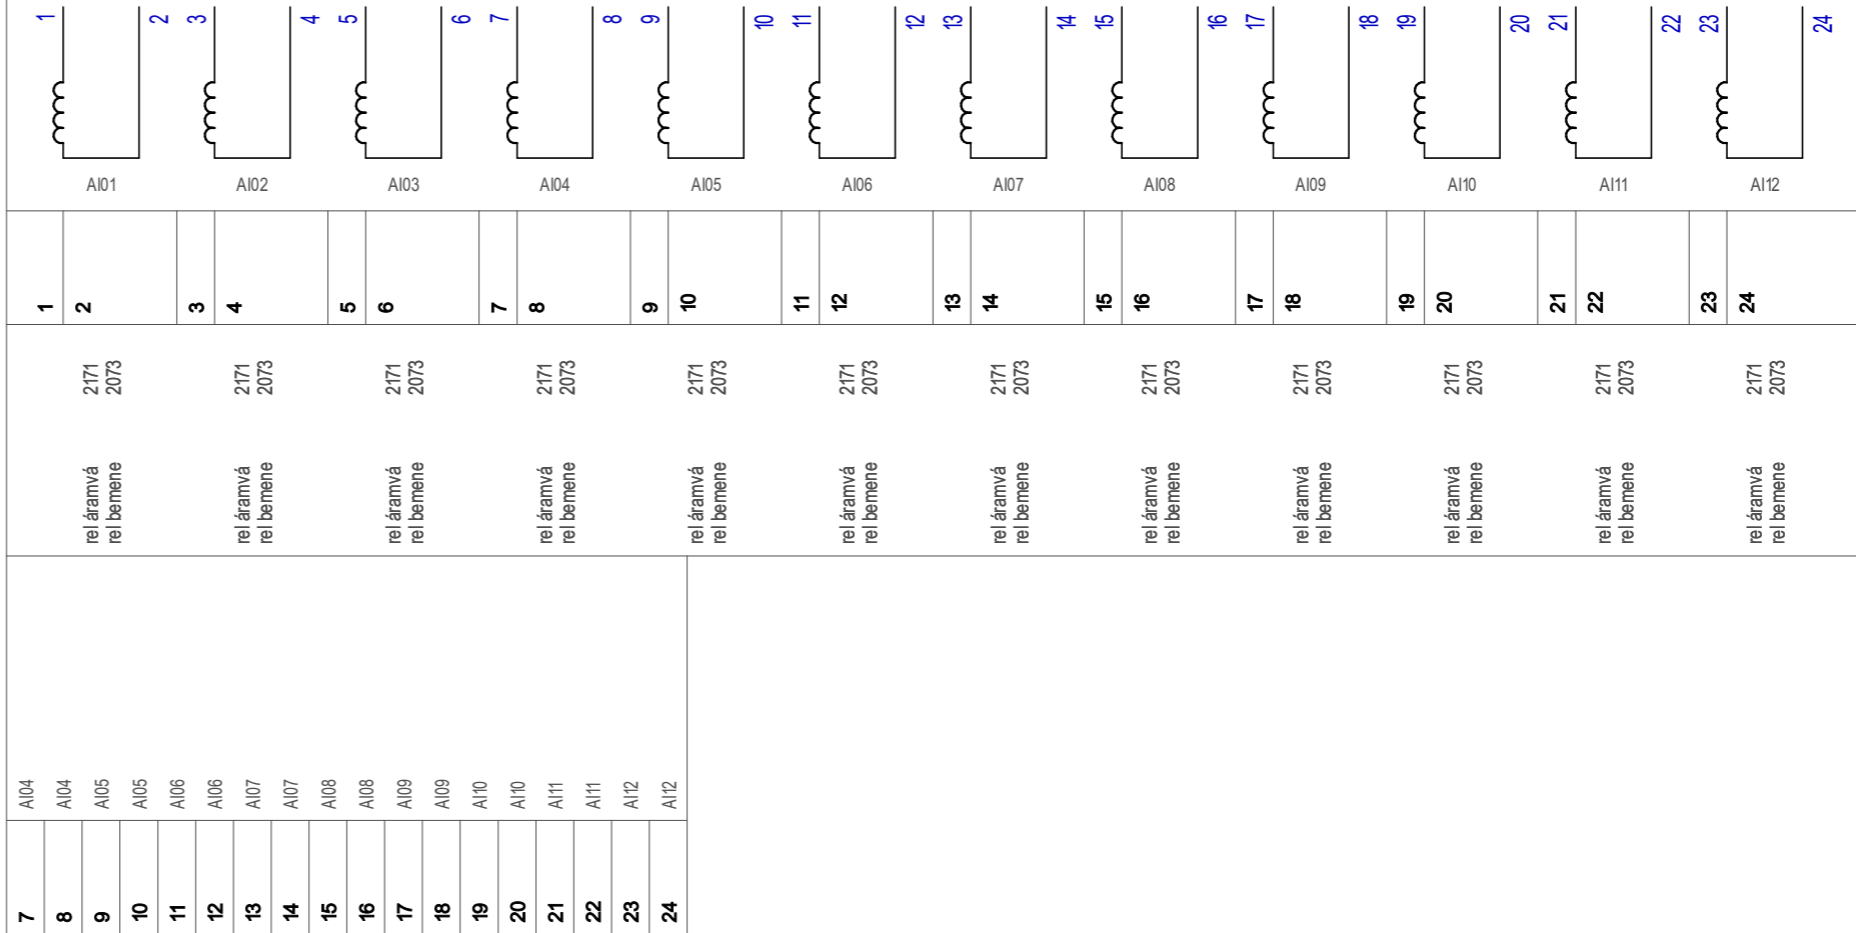 1 2 3 4 5 6 7 8 9 10 11 12 13 14 15 16 17 18 19 20 21 22 23 24
AI01 AI02 AI03 AI04 AI05 AI06 AI07 AI08 AI09 AI10 AI11 AI12
1 2 3 4 5 6 7 8 9 10 11 12 13 14 15 16 17 18 19 20 21 22 23 24
2171 2171 2171 2171 2171 2171 2171 2171 2171 2171 2171 2171
2073 2073 2073 2073 2073 2073 2073 2073 2073 2073 2073 2073
rel áramvá rel áramvá rel áramvá rel áramvá rel áramvá rel áramvá rel áramvá rel áramvá rel áramvá rel áramvá rel áramvá rel áramvá
rel bemene rel bemene rel bemene rel bemene rel bemene rel bemene rel bemene rel bemene rel bemene rel bemene rel bemene rel bemene
AI04 AI04 AI05 AI05 AI06 AI06 AI07 AI07 AI08 AI08 AI09 AI09 AI10 AI10 AI11 AI11 AI12 AI12
7 8 9 10 11 12 13 14 15 16 17 18 19 20 21 22 23 24